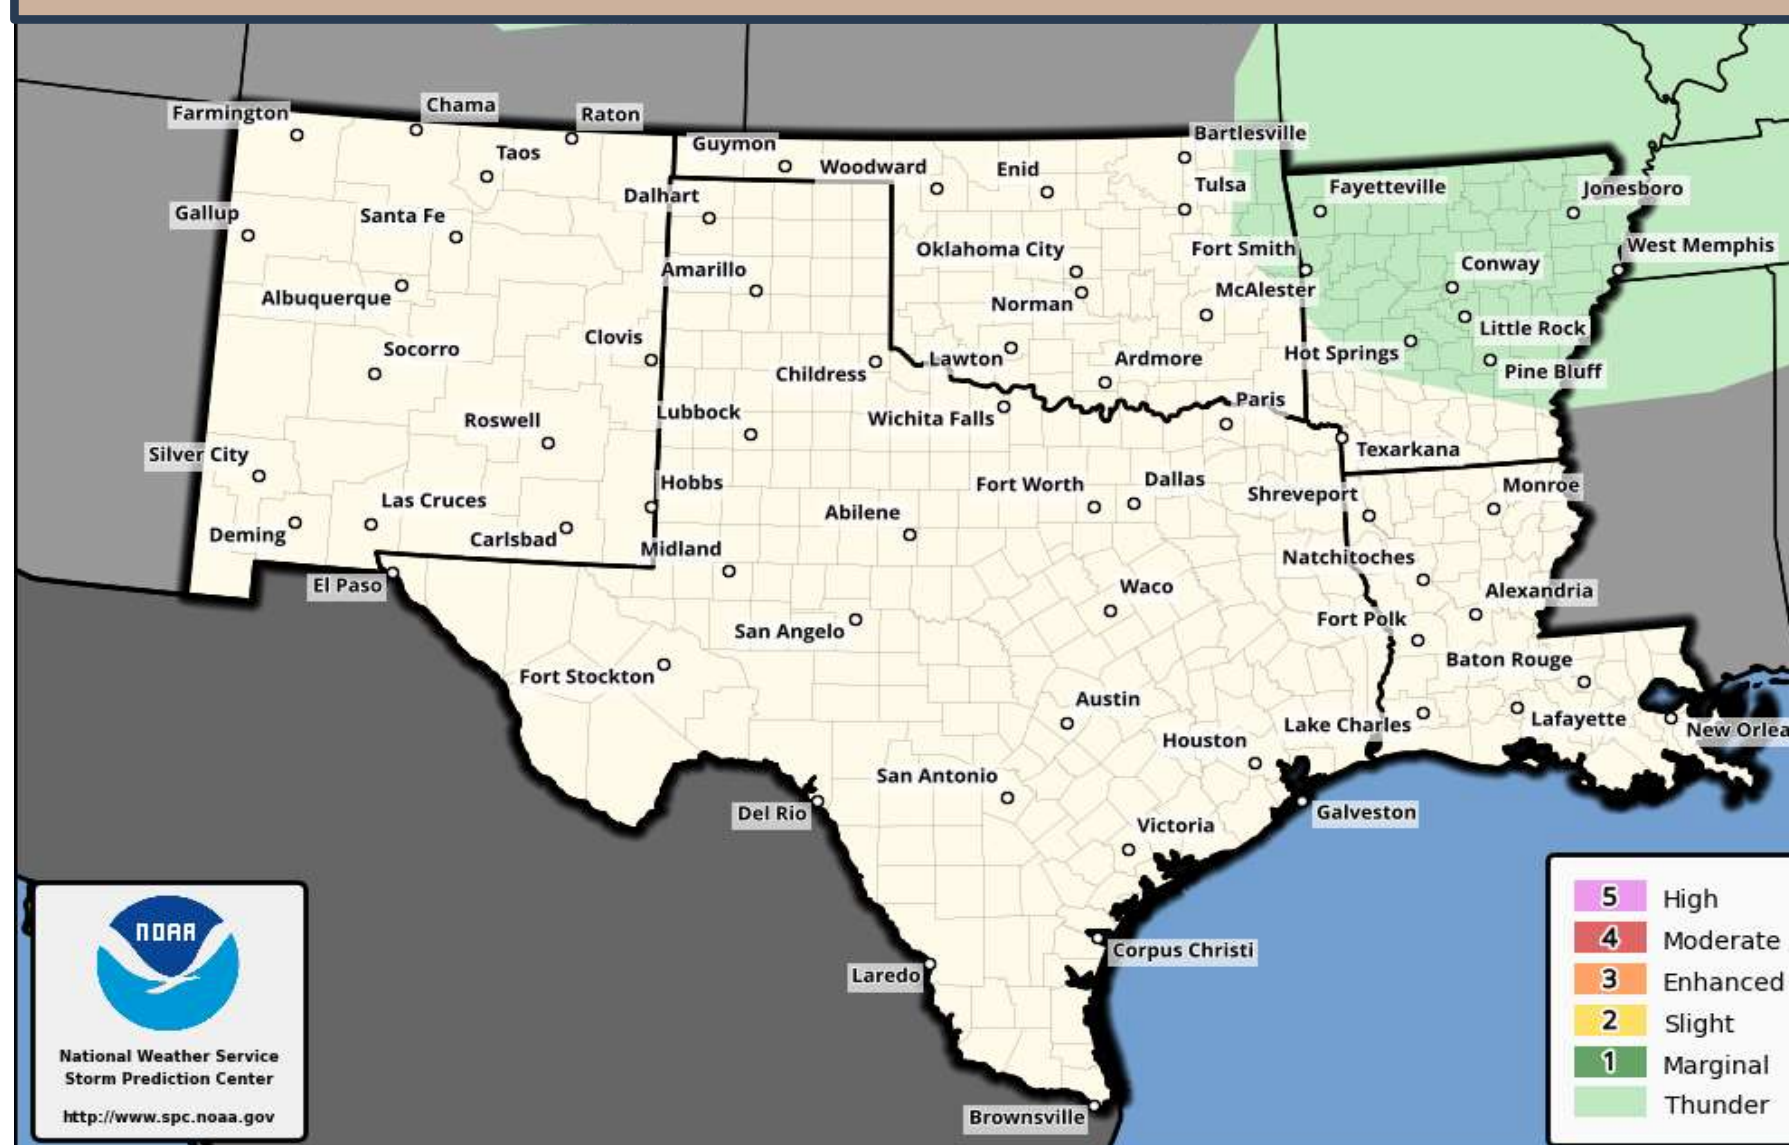 Farmington
Chama
Raton
Taos
Guymon
Woodward
Enid
Bartlesville
Tulsa
Fayetteville
Jonesboro
Dalhart
Gallup
Santa Fe
Oklahoma City
Fort Smith
West Memphis
Conway
Amarillo
Albuquerque
Norman
McAlester
Little Rock
Socorro
Clovis
Childress
Lawton
Ardmore
Hot Springs
Pine Bluff
Roswell
Lubbock
Wichita Falls
Paris
Texarkana
Silver City
Hobbs
Fort Worth
Dallas
Shreveport
Monroe
Las Cruces
Deming
Carlsbad
Abilene
Midland
Natchitoches
El Paso
Waco
Alexandria
San Angelo
Fort Polk
Baton Rouge
Fort Stockton
Austin
Lake Charles
Lafayette
New Orlea
Houston
San Antonio
Del Rio
Galveston
Victoria
Corpus Christi
Laredo
Brownsville
NOAA
National Weather Service
Storm Prediction Center
http://www.spc.noaa.gov
5 High
4 Moderate
3 Enhanced
2 Slight
1 Marginal
Thunder